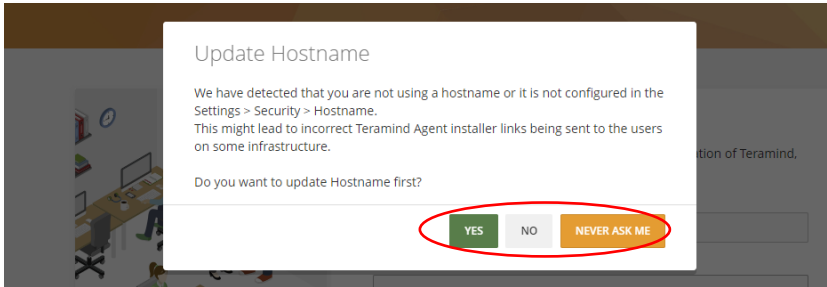 Update Hostname
We have detected that you are not using a hostname or it is not configured in the
Settings > Security > Hostname.
This might lead to incorrect Teramind Agent installer links being sent to the users
on some infrastructure.
tion of Teramind,
Do you want to update Hostname first?
YES NO NEVER ASK ME